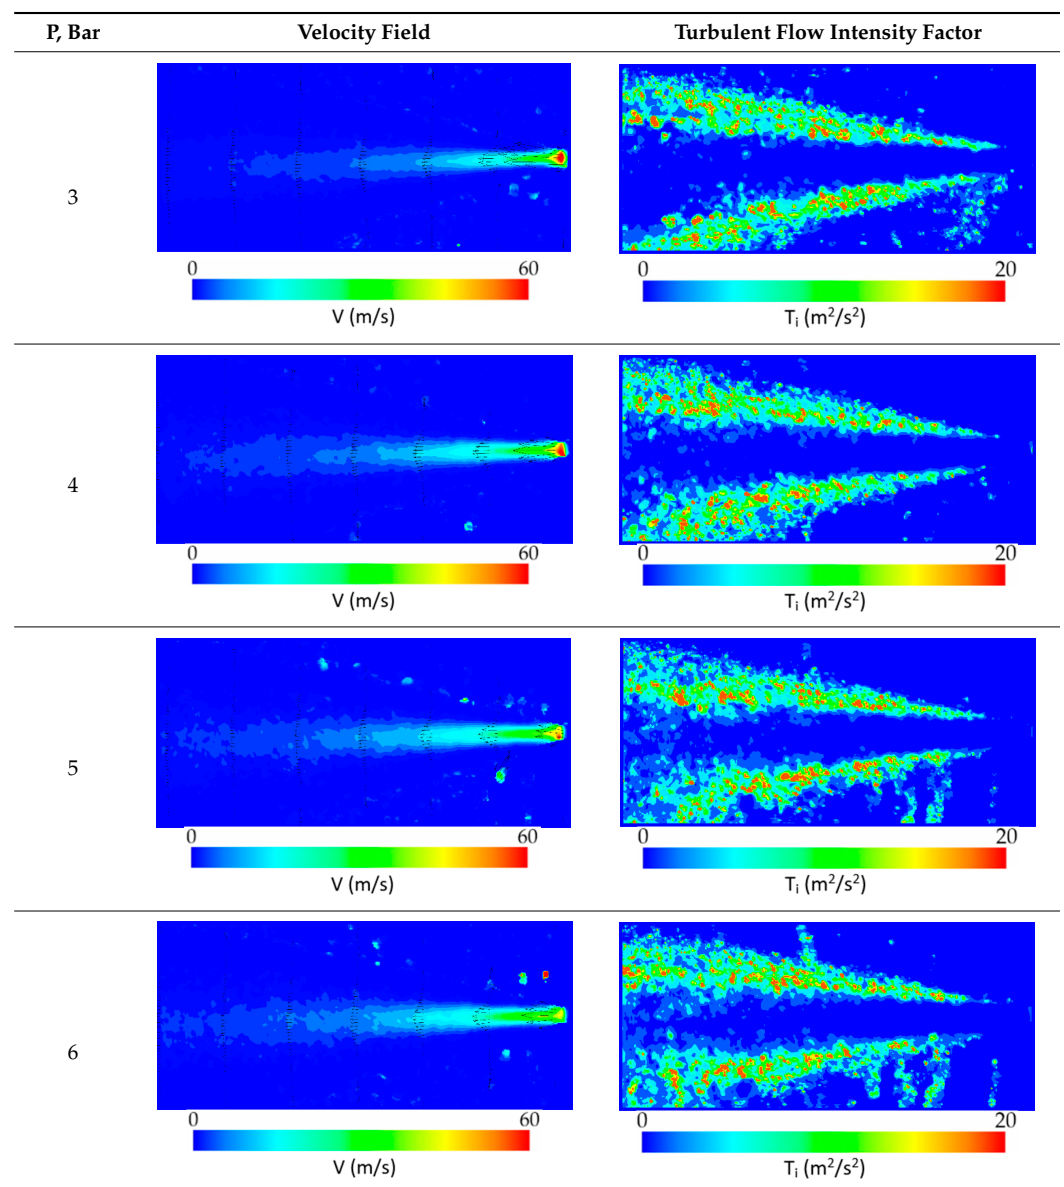 P, Bar Velocity Field Turbulent Flow Intensity Factor
3
0 60 0 20
V (m/s) Tᵢ (m²/s²)
4
0 60 0 20
V (m/s) Tᵢ (m²/s²)
5
0 60 0 20
V (m/s) Tᵢ (m²/s²)
6
0 60 0 20
V (m/s) Tᵢ (m²/s²)